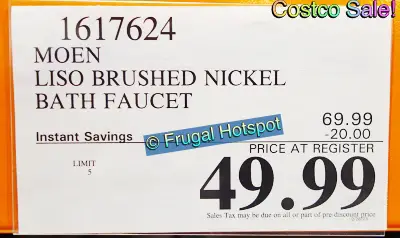 Costco Sale!
1617624
MOEN
LISO BRUSHED NICKEL
BATH FAUCET
69.99
Instant Savings -20.00
© Frugal Hotspot
PRICE AT REGISTER
LIMIT
5
49.99
Sales Tax may be due on all or part of pre-discount price